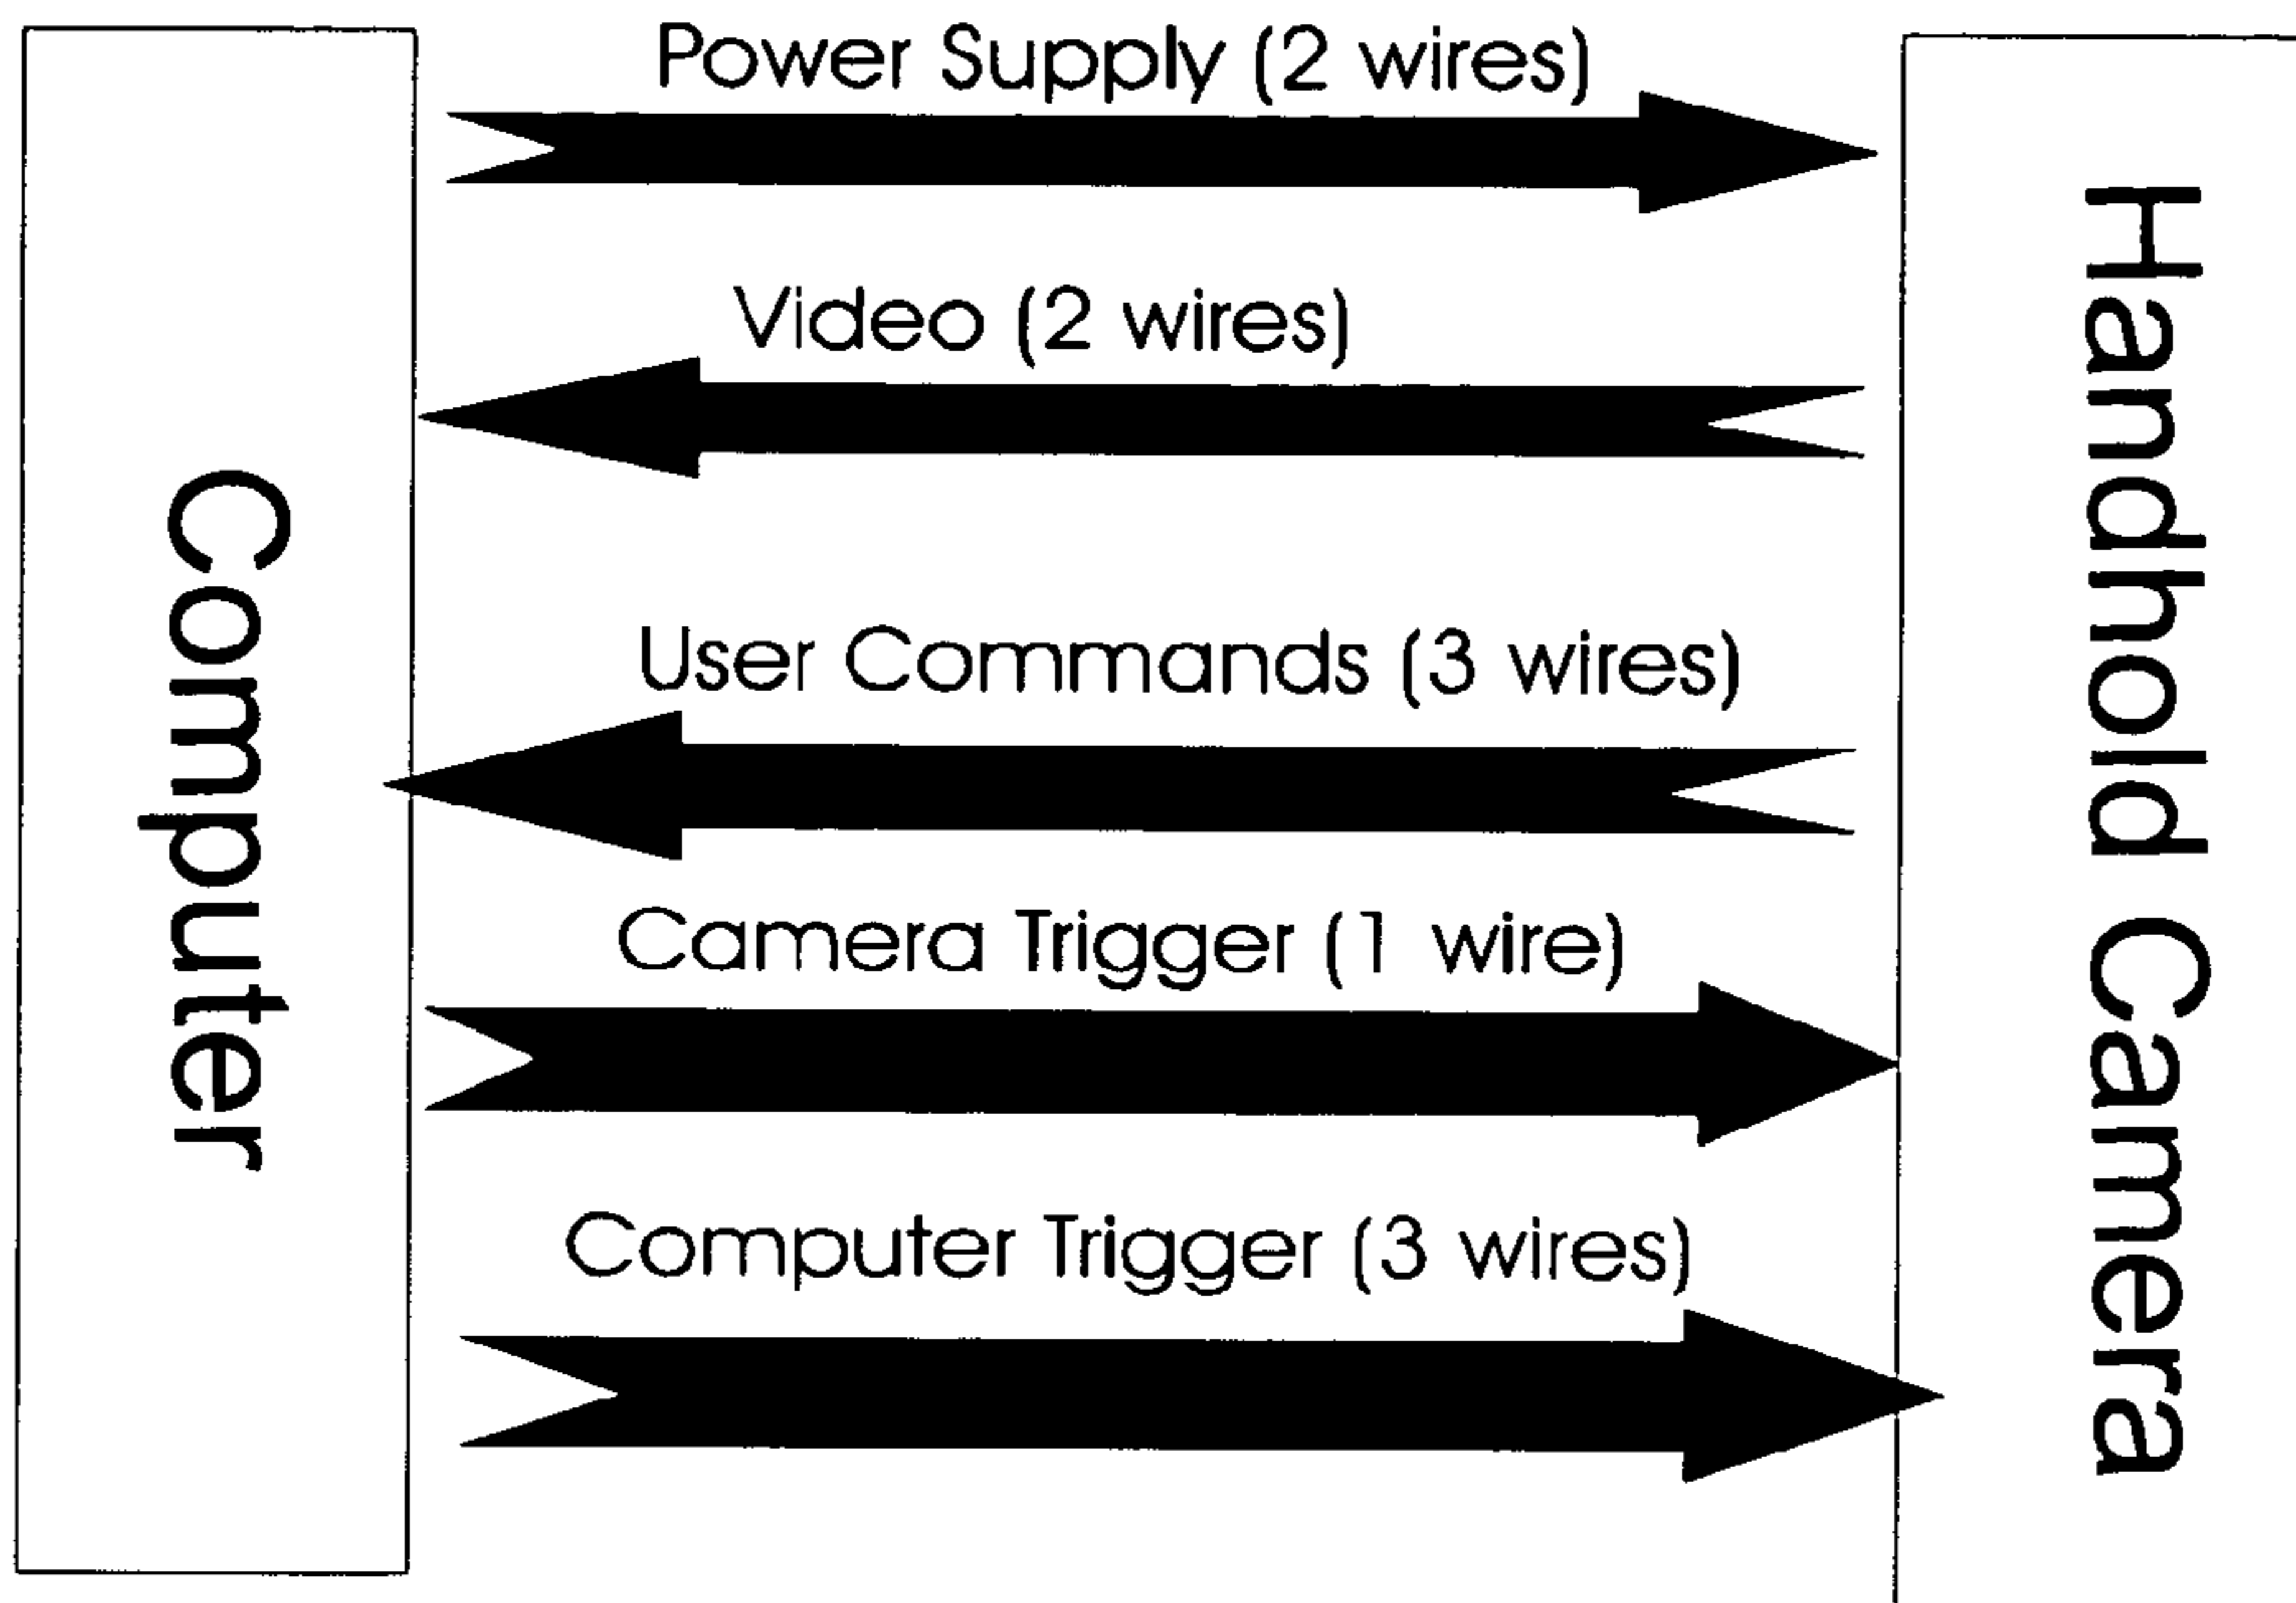 Power Supply (2 wires)
Video (2 wires)
User Commands (3 wires)
Camera Trigger (1 wire)
Computer Trigger (3 wires)
Computer
Handhold Camera